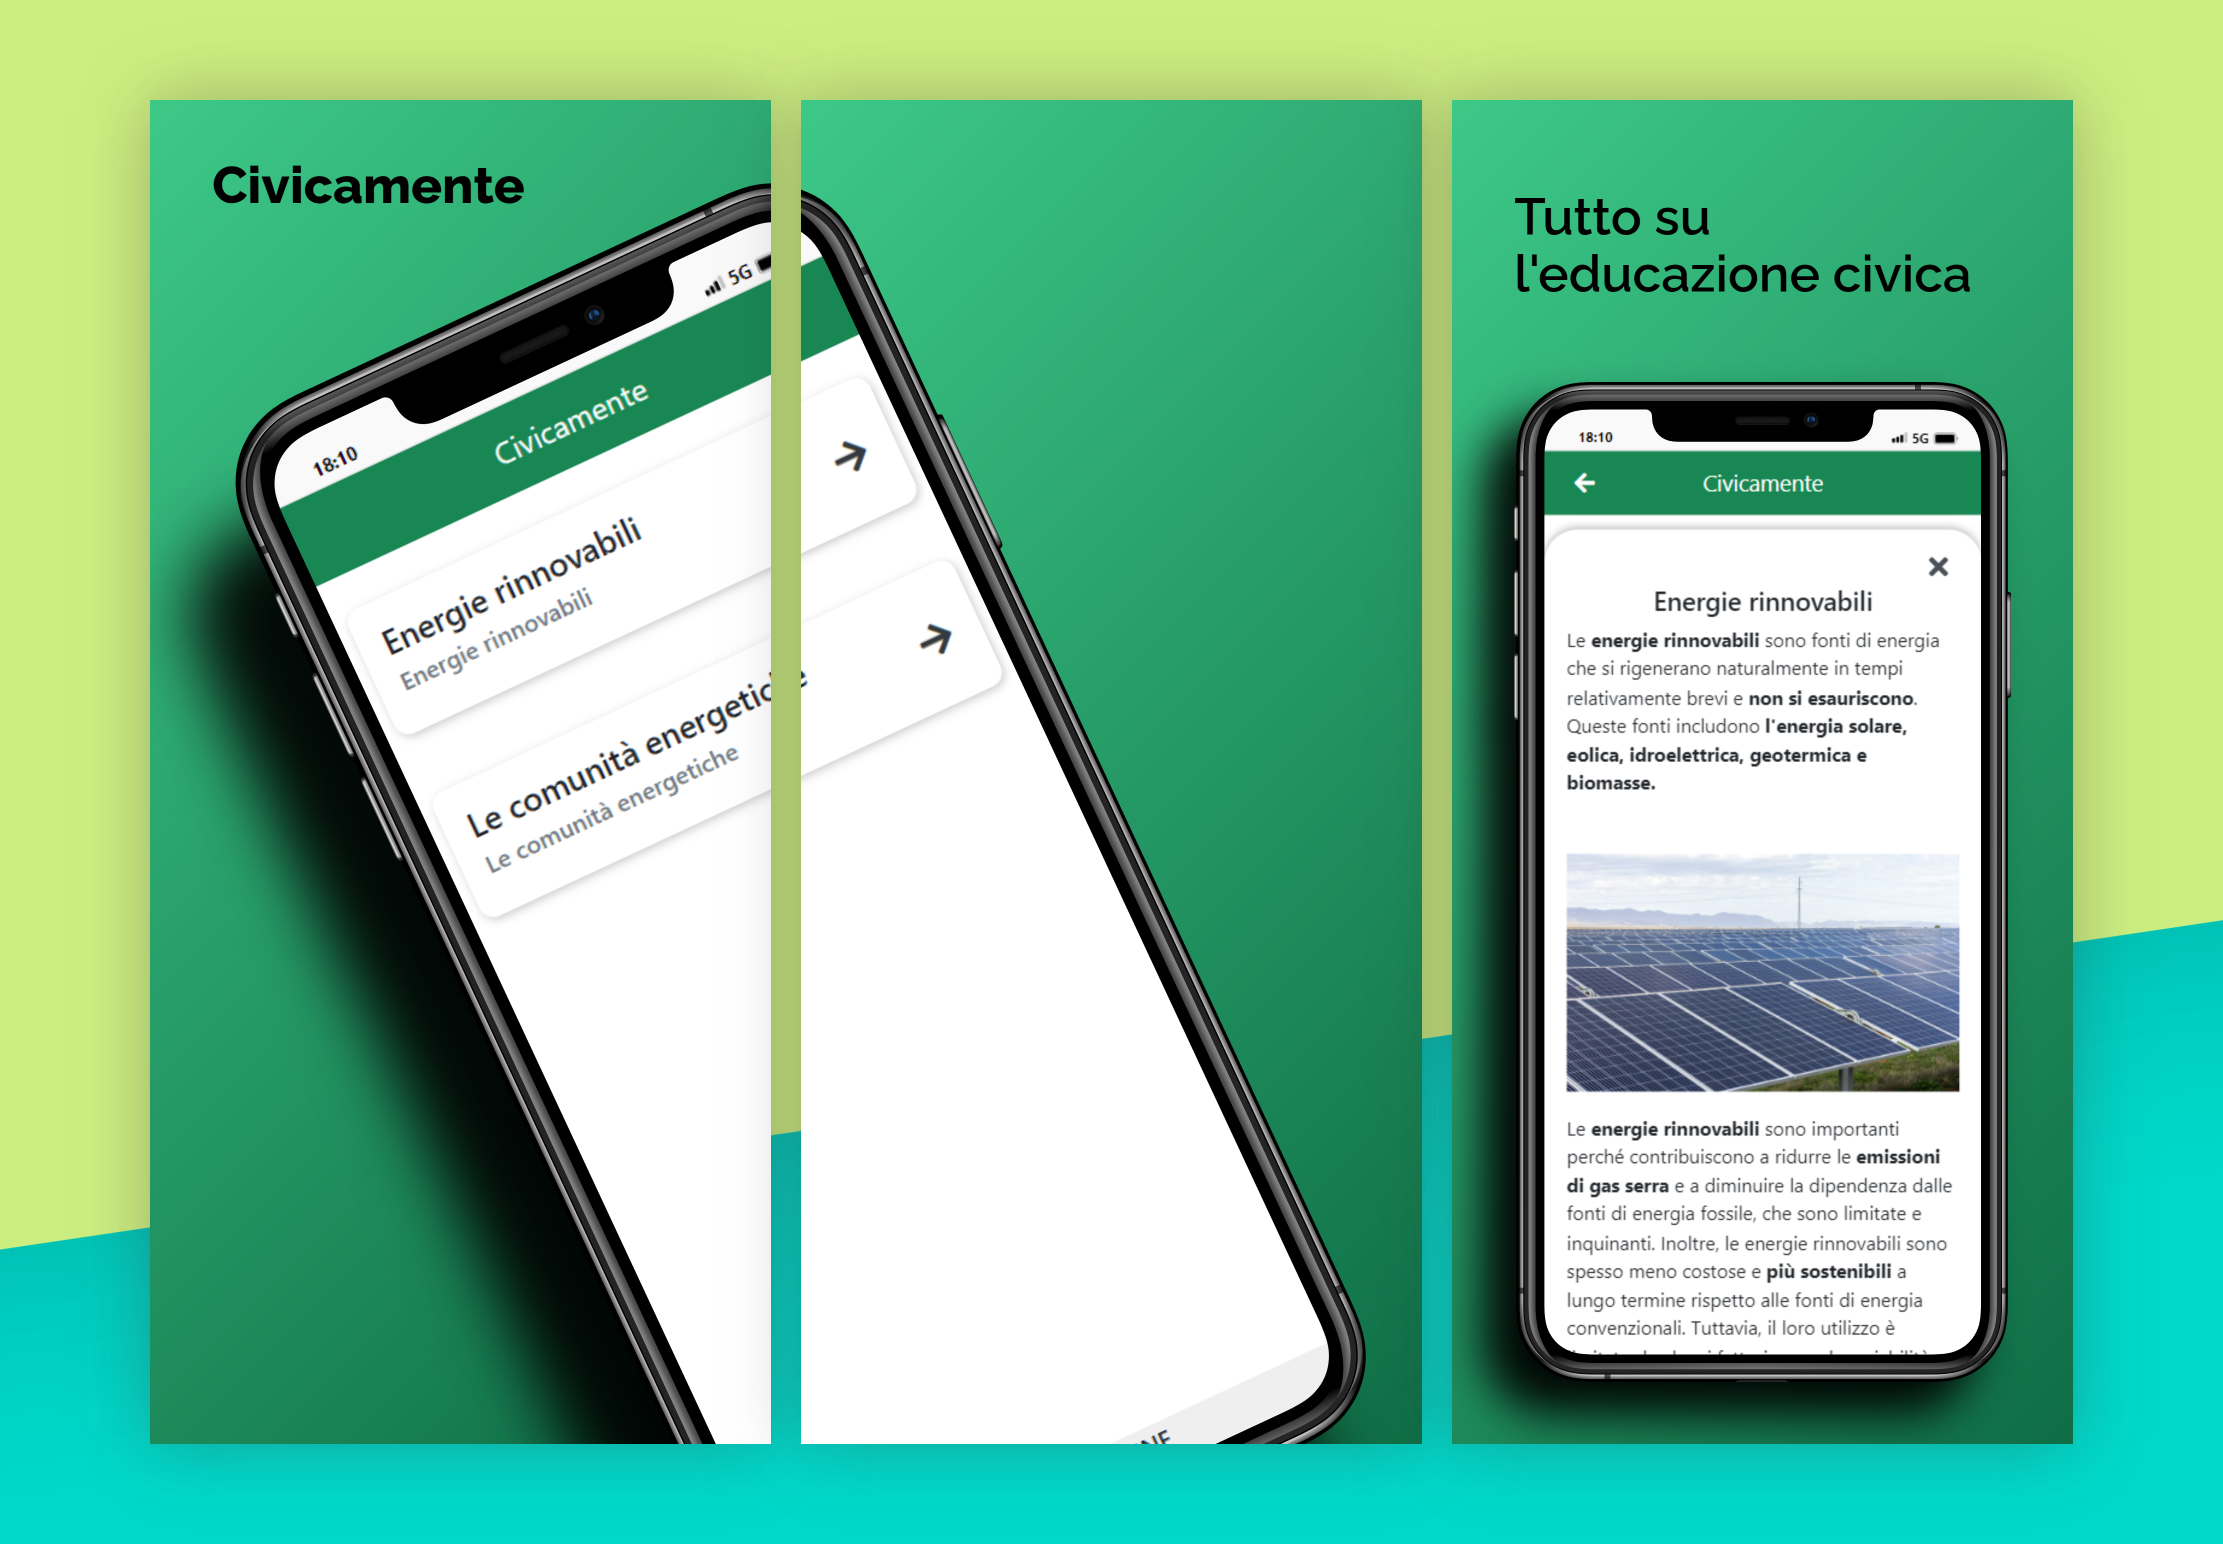 Civicamente
18:10
5G
Civicamente
Energie rinnovabili
Energie rinnovabili
Le comunità energetiche
Le comunità energetiche
Tutto su
l'educazione civica
18:10
5G
Civicamente
Energie rinnovabili
Le energie rinnovabili sono fonti di energia
che si rigenerano naturalmente in tempi
relativamente brevi e non si esauriscono.
Queste fonti includono l'energia solare,
eolica, idroelettrica, geotermica e
biomasse.
Le energie rinnovabili sono importanti
perché contribuiscono a ridurre le emissioni
di gas serra e a diminuire la dipendenza dalle
fonti di energia fossile, che sono limitate e
inquinanti. Inoltre, le energie rinnovabili sono
spesso meno costose e più sostenibili a
lungo termine rispetto alle fonti di energia
convenzionali. Tuttavia, il loro utilizzo è